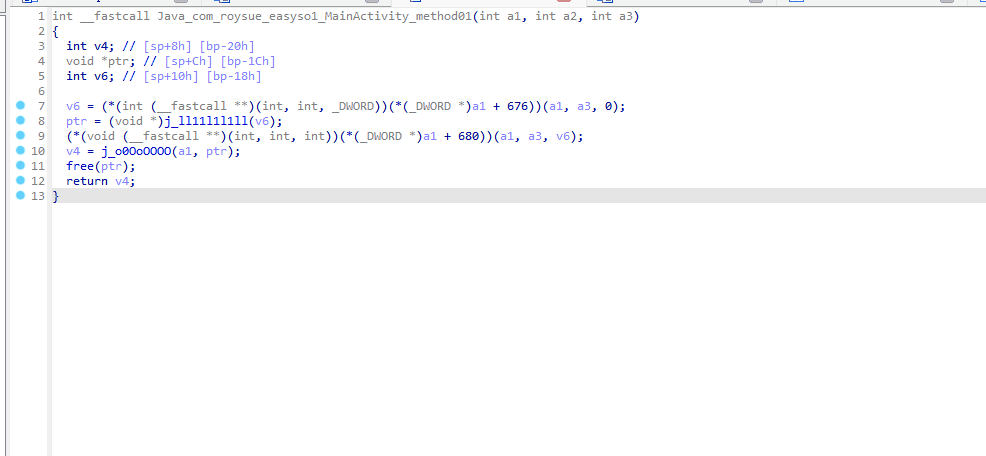 1 int __fastcall Java_com_roysue_easyso1_MainActivity_method01(int a1, int a2, int a3)
2 {
3 int v4; // [sp+8h] [bp-20h]
4 void *ptr; // [sp+Ch] [bp-1Ch]
5 int v6; // [sp+10h] [bp-18h]
6
7 v6 = (*(int (__fastcall **)(int, int, _DWORD))(*(_DWORD *)a1 + 676))(a1, a3, 0);
8 ptr = (void *)j_ll11l1l1ll(v6);
9 (*(void (__fastcall **)(int, int, int))(*(_DWORD *)a1 + 680))(a1, a3, v6);
10 v4 = j_o0OoOOOO(a1, ptr);
11 free(ptr);
12 return v4;
13 }